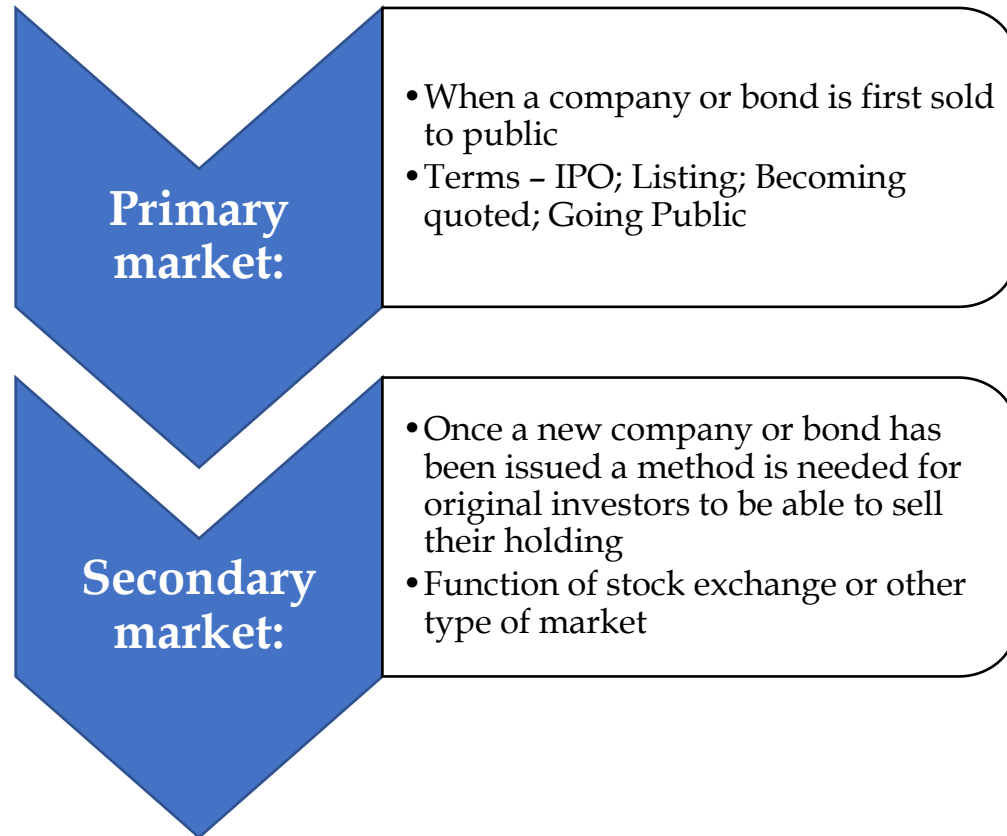 Primary
market:
•When a company or bond is first sold
to public
•Terms – IPO; Listing; Becoming
quoted; Going Public
Secondary
market:
•Once a new company or bond has
been issued a method is needed for
original investors to be able to sell
their holding
•Function of stock exchange or other
type of market